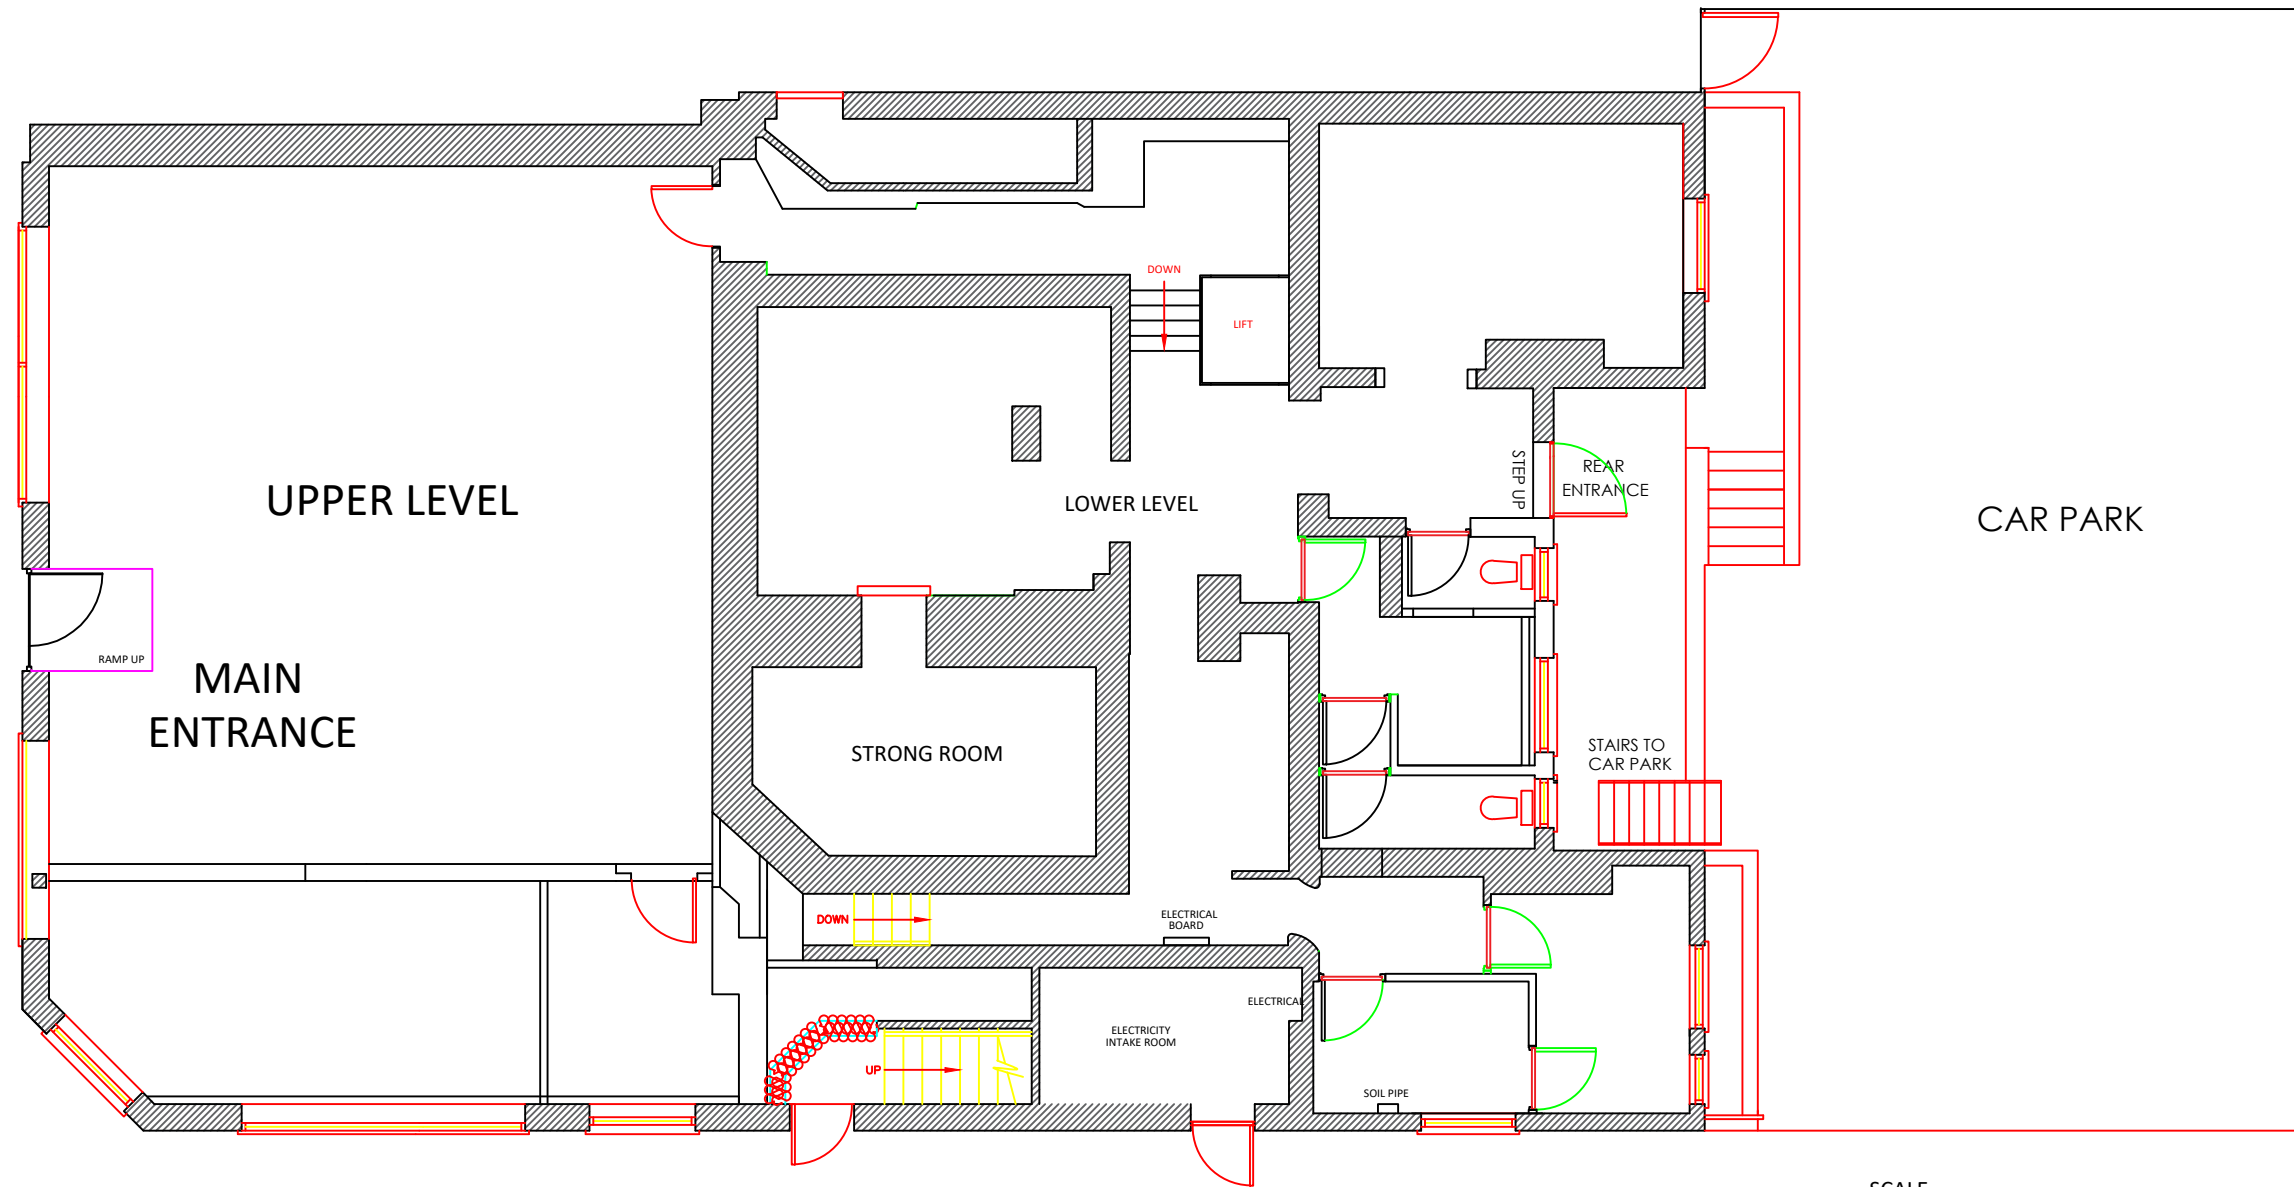 DOWN
LIFT
STEP UP
REAR
ENTRANCE
UPPER LEVEL
LOWER LEVEL
CAR PARK
RAMP UP
MAIN
ENTRANCE
STRONG ROOM
STAIRS TO
CAR PARK
DOWN
ELECTRICAL
BOARD
ELECTRICAL
ELECTRICITY
INTAKE ROOM
UP
SOIL PIPE
SCALE